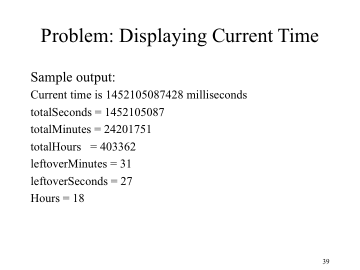 Problem: Displaying Current Time
Sample output:
Current time is 1452105087428 milliseconds
totalSeconds = 1452105087
totalMinutes = 24201751
totalHours = 403362
leftoverMinutes = 31
leftoverSeconds = 27
Hours = 18
39